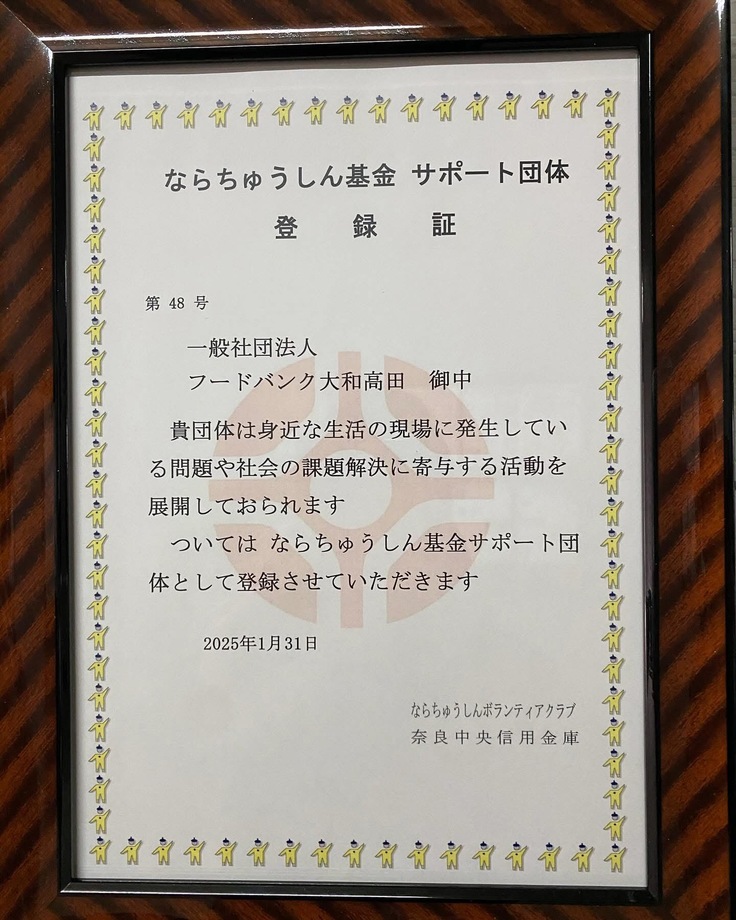 ならちゅうしん基金 サポート団体
登 録 証
第 48 号
一般社団法人
フードバンク大和高田 御中
貴団体は身近な生活の現場に発生してい
る問題や社会の課題解決に寄与する活動を
展開しておられます
ついては ならちゅうしん基金サポート団
体として登録させていただきます
2025年1月31日
ならちゅうしんボランティアクラブ
奈良中央信用金庫